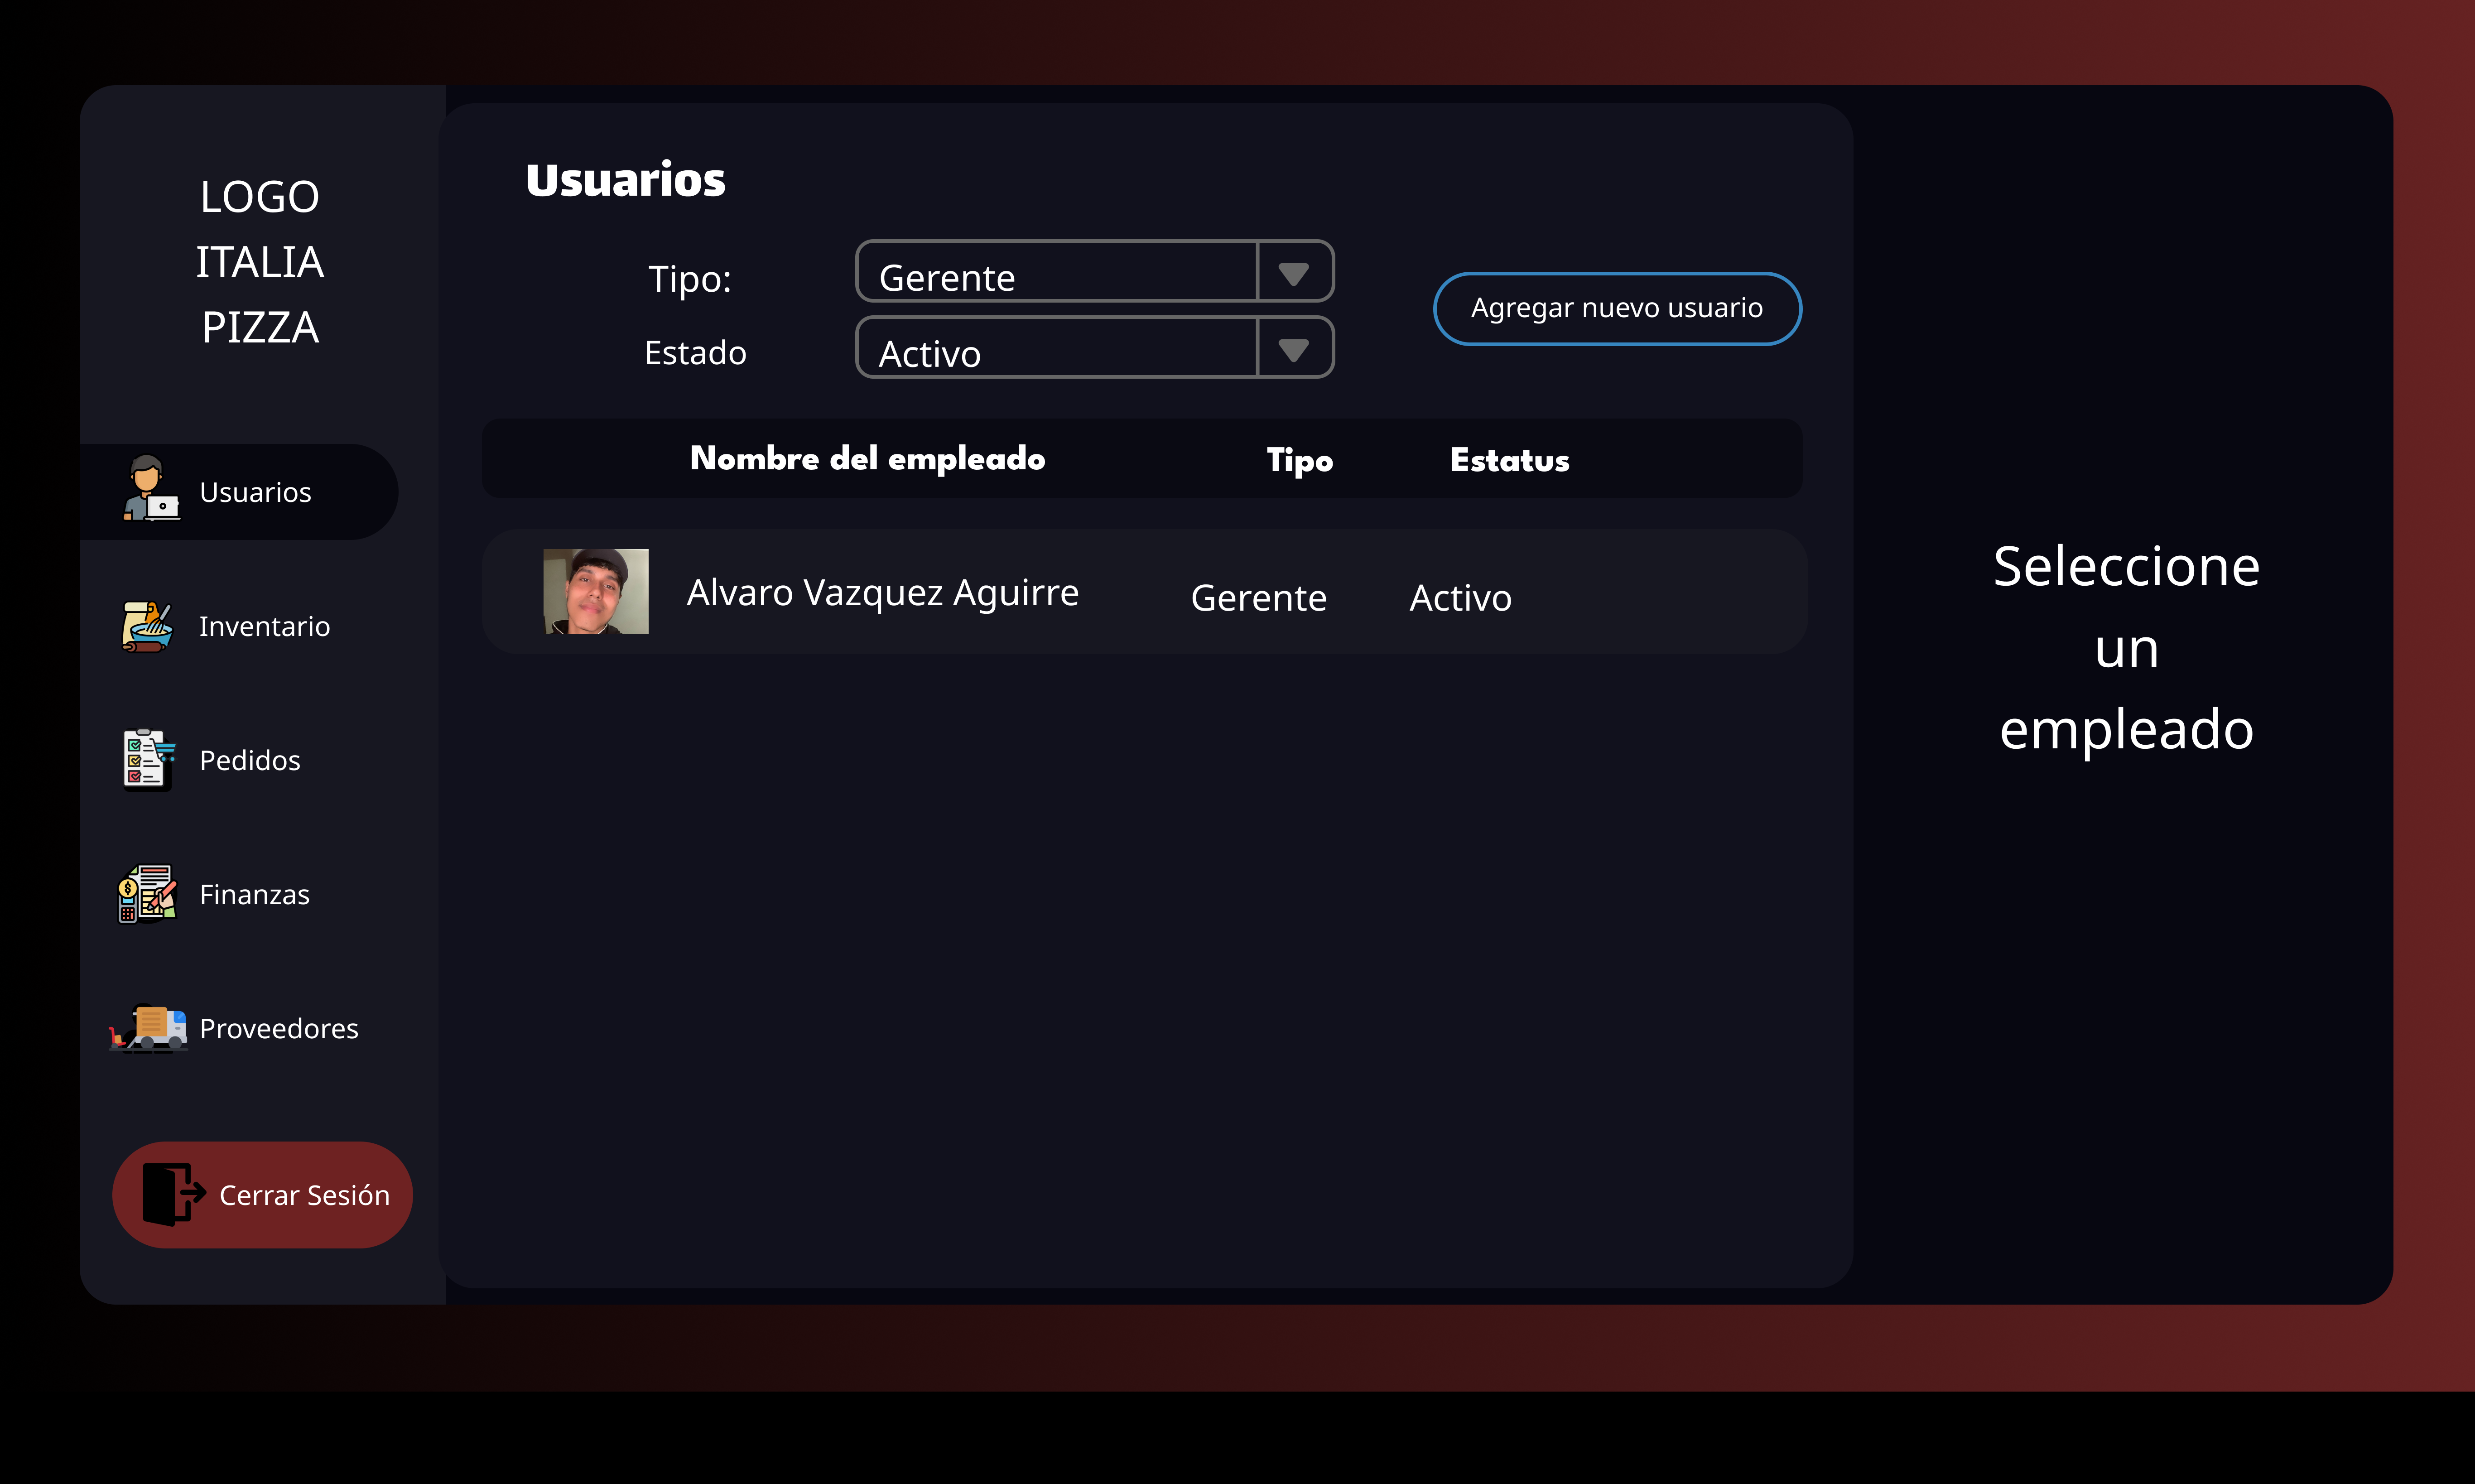 LOGO
ITALIA
PIZZA
Usuarios
Inventario
Pedidos
Finanzas
Proveedores
Cerrar Sesión
Usuarios
Tipo:
Gerente
Estado
Activo
Agregar nuevo usuario
Nombre del empleado Tipo Estatus
Alvaro Vazquez Aguirre Gerente Activo
Seleccione
un
empleado